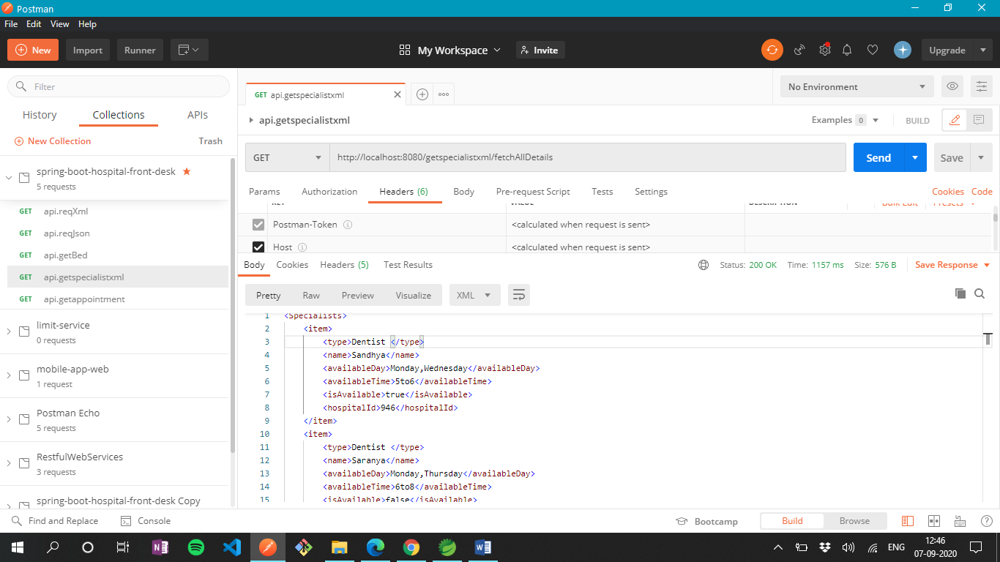 Postman
File Edit View Help
New Import Runner My Workspace Invite Upgrade
Filter
History Collections APIs
New Collection Trash
spring-boot-hospital-front-desk
5 requests
GET api.reqXml
GET api.reqJson
GET api.getBed
GET api.getspecialistxml
GET api.getappointment
limit-service
0 requests
mobile-app-web
1 request
Postman Echo
5 requests
RestfulWebServices
3 requests
spring-boot-hospital-front-desk Copy
GET api.getspecialistxml
No Environment
api.getspecialistxml
Examples 0 BUILD
GET http://localhost:8080/getspecialistxml/fetchAllDetails Send Save
Params Authorization Headers (6) Body Pre-request Script Tests Settings Cookies Code
KEY VALUE DESCRIPTION Bulk Edit Presets
Postman-Token <calculated when request is sent>
Host <calculated when request is sent>
Body Cookies Headers (5) Test Results Status: 200 OK Time: 1157 ms Size: 576 B Save Response
Pretty Raw Preview Visualize XML
1 <Specialists>
2 <item>
3 <type>Dentist </type>
4 <name>Sandhya</name>
5 <availableDay>Monday,Wednesday</availableDay>
6 <availableTime>5to6</availableTime>
7 <isAvailable>true</isAvailable>
8 <hospitalId>946</hospitalId>
9 </item>
10 <item>
11 <type>Dentist </type>
12 <name>Saranya</name>
13 <availableDay>Monday,Thursday</availableDay>
14 <availableTime>6to8</availableTime>
15 <isAvailable>false</isAvailable>
Find and Replace Console Bootcamp Build Browse
ENG
12:46
07-09-2020